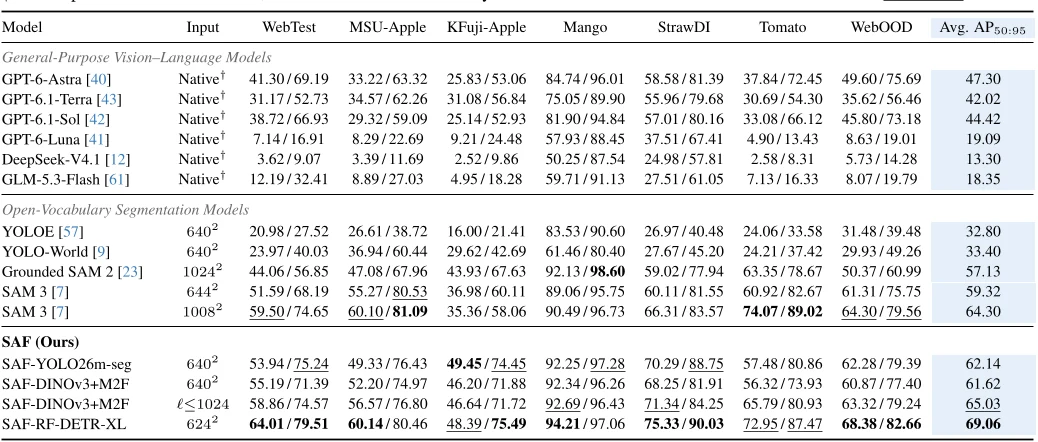 Model Input WebTest MSU-Apple KFuji-Apple Mango StrawDI Tomato WebOOD Avg. AP50:95
General-Purpose Vision–Language Models
GPT-6-Astra [40] Native† 41.30 / 69.19 33.22 / 63.32 25.83 / 53.06 84.74 / 96.01 58.58 / 81.39 37.84 / 72.45 49.60 / 75.69 47.30
GPT-6.1-Terra [43] Native† 31.17 / 52.73 34.57 / 62.26 31.08 / 56.84 75.05 / 89.90 55.96 / 79.68 30.69 / 54.30 35.62 / 56.46 42.02
GPT-6.1-Sol [42] Native† 38.72 / 66.93 29.32 / 59.09 25.14 / 52.93 81.90 / 94.84 57.01 / 80.16 33.08 / 66.12 45.80 / 73.18 44.42
GPT-6-Luna [41] Native† 7.14 / 16.91 8.29 / 22.69 9.21 / 24.48 57.93 / 88.45 37.51 / 67.41 4.90 / 13.43 8.63 / 19.01 19.09
DeepSeek-V4.1 [12] Native† 3.62 / 9.07 3.39 / 11.69 2.52 / 9.86 50.25 / 87.54 24.98 / 57.81 2.58 / 8.31 5.73 / 14.28 13.30
GLM-5.3-Flash [61] Native† 12.19 / 32.41 8.89 / 27.03 4.95 / 18.28 59.71 / 91.13 27.51 / 61.05 7.13 / 16.33 8.07 / 19.79 18.35
Open-Vocabulary Segmentation Models
YOLOE [57] 640² 20.98 / 27.52 26.61 / 38.72 16.00 / 21.41 83.53 / 90.60 26.97 / 40.48 24.06 / 33.58 31.48 / 39.48 32.80
YOLO-World [9] 640² 23.97 / 40.03 36.94 / 60.44 29.62 / 42.69 61.46 / 80.40 27.67 / 45.20 24.21 / 37.42 29.93 / 49.26 33.40
Grounded SAM 2 [23] 1024² 44.06 / 56.85 47.08 / 67.96 43.93 / 67.63 92.13 / 98.60 59.02 / 77.94 63.35 / 78.67 50.37 / 60.99 57.13
SAM 3 [7] 644² 51.59 / 68.19 55.27 / 80.53 36.98 / 60.11 89.06 / 95.75 60.11 / 81.55 60.92 / 82.67 61.31 / 75.75 59.32
SAM 3 [7] 1008² 59.50 / 74.65 60.10 / 81.09 35.36 / 58.06 90.49 / 96.73 66.31 / 83.57 74.07 / 89.02 64.30 / 79.56 64.30
SAF (Ours)
SAF-YOLO26m-seg 640² 53.94 / 75.24 49.33 / 76.43 49.45 / 74.45 92.25 / 97.28 70.29 / 88.75 57.48 / 80.86 62.28 / 79.39 62.14
SAF-DINOv3+M2F 640² 55.19 / 71.39 52.20 / 74.97 46.20 / 71.88 92.34 / 96.26 68.25 / 81.91 56.32 / 73.93 60.87 / 77.40 61.62
SAF-DINOv3+M2F ℓ≤1024 58.86 / 74.57 56.57 / 76.80 46.64 / 71.72 92.69 / 96.43 71.34 / 84.25 65.79 / 80.93 63.32 / 79.24 65.03
SAF-RF-DETR-XL 624² 64.01 / 79.51 60.14 / 80.46 48.39 / 75.49 94.21 / 97.06 75.33 / 90.03 72.95 / 87.47 68.38 / 82.66 69.06